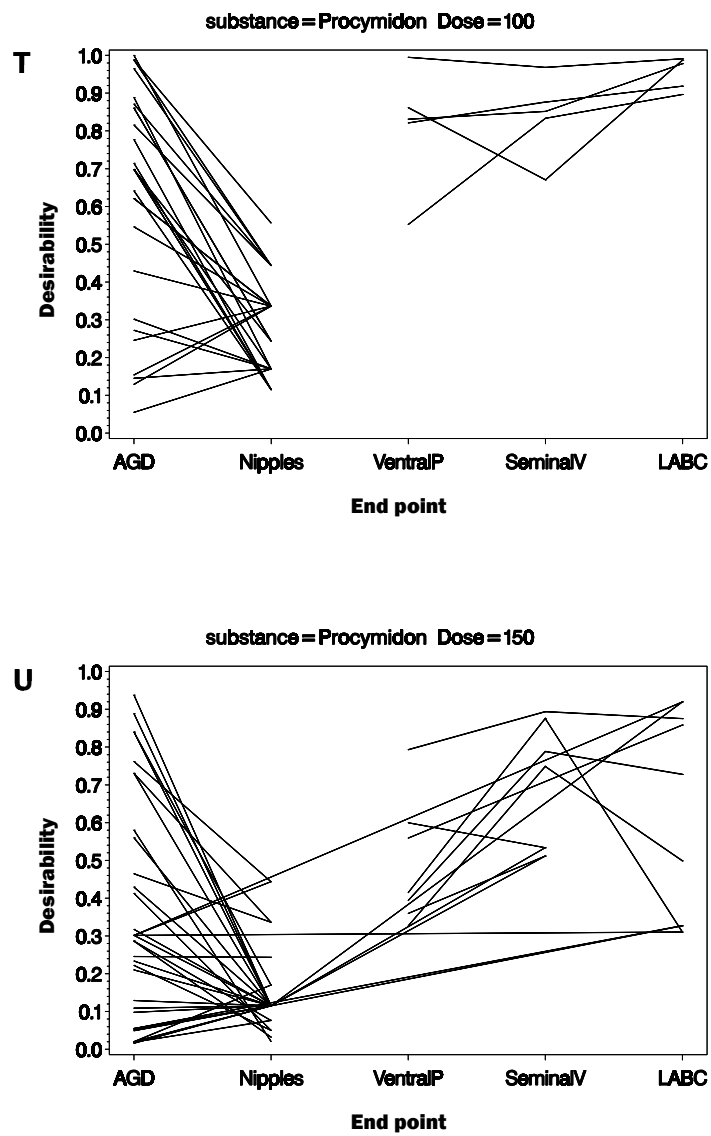 substance=Procymidon Dose=100
T
1.0
0.9
0.8
0.7
0.6
0.5
0.4
0.3
0.2
0.1
0.0
Desirability
AGD Nipples VentralP SeminalV LABC
End point
substance=Procymidon Dose=150
U
1.0
0.9
0.8
0.7
0.6
0.5
0.4
0.3
0.2
0.1
0.0
Desirability
AGD Nipples VentralP SeminalV LABC
End point